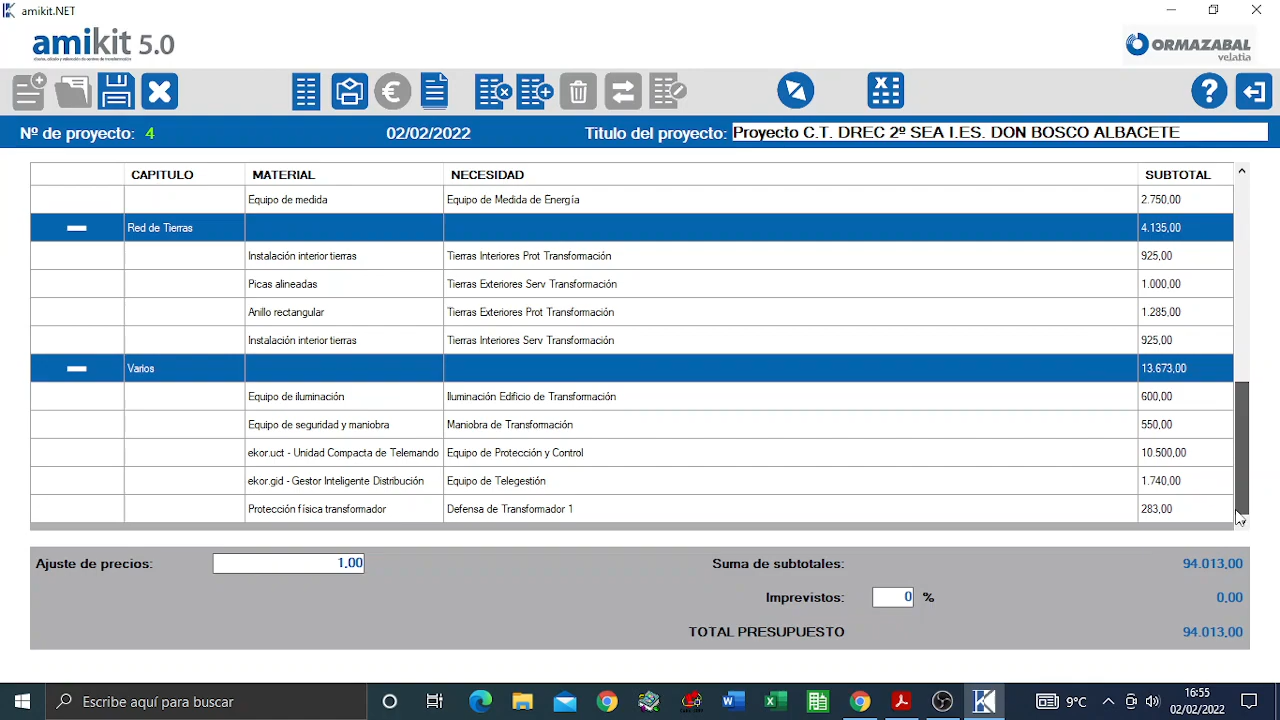 amikit.NET
amikit 5.0
ORMAZABAL
velatia
Nº de proyecto: 4 02/02/2022 Titulo del proyecto: Proyecto C.T. DREC 2º SEA I.ES. DON BOSCO ALBACETE
CAPITULO MATERIAL NECESIDAD SUBTOTAL
Equipo de medida Equipo de Medida de Energía 2.750,00
Red de Tierras 4.135,00
Instalación interior tierras Tierras Interiores Prot Transformación 925,00
Picas alineadas Tierras Exteriores Serv Transformación 1.000,00
Anillo rectangular Tierras Exteriores Prot Transformación 1.285,00
Instalación interior tierras Tierras Interiores Serv Transformación 925,00
Varios 13.673,00
Equipo de iluminación Iluminación Edificio de Transformación 600,00
Equipo de seguridad y maniobra Maniobra de Transformación 550,00
ekor.uct - Unidad Compacta de Telemando Equipo de Protección y Control 10.500,00
ekor.gid - Gestor Inteligente Distribución Equipo de Telegestión 1.740,00
Protección física transformador Defensa de Transformador 1 283,00
Ajuste de precios: 1.00 Suma de subtotales: 94.013,00
Imprevistos: 0 % 0,00
TOTAL PRESUPUESTO 94.013,00
Escribe aquí para buscar 9°C 16:55
02/02/2022